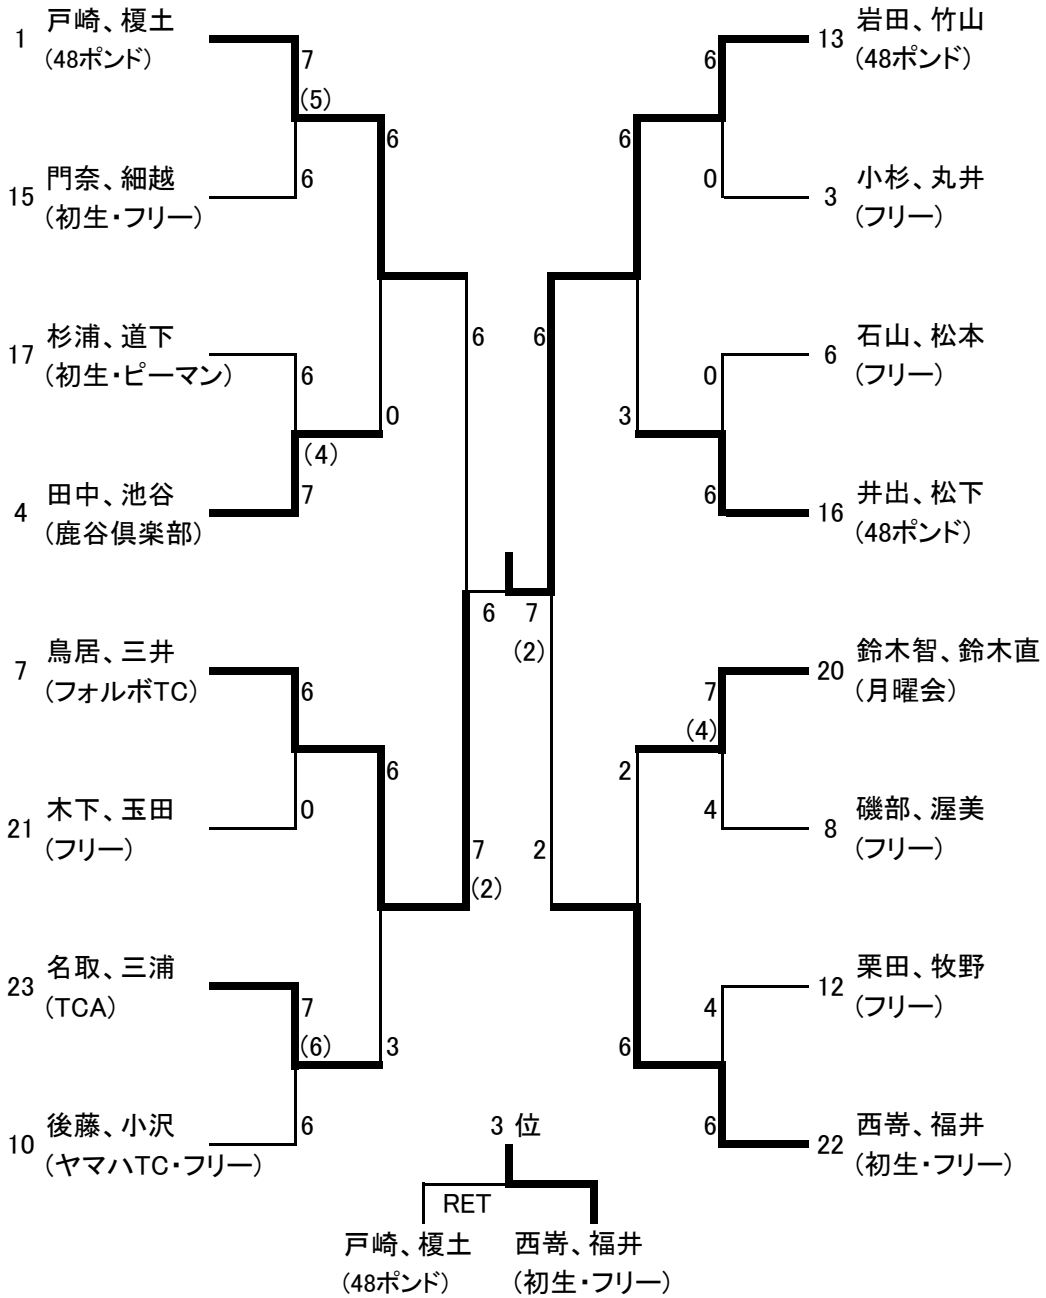 1
戸崎、榎土
(48ポンド)
7
(5)
6
15
門奈、細越
(初生・フリー)
6
17
杉浦、道下
(初生・ピーマン)
6
0
(4)
4
田中、池谷
(鹿谷倶楽部)
7
6
7
鳥居、三井
(フォルボTC)
6
6
21
木下、玉田
(フリー)
0
7
(2)
23
名取、三浦
(TCA)
7
(6)
3
10
後藤、小沢
(ヤマハTC・フリー)
6
6
7
(2)
13
岩田、竹山
(48ポンド)
6
6
3
小杉、丸井
(フリー)
0
6
6
石山、松本
(フリー)
0
3
16
井出、松下
(48ポンド)
6
20
鈴木智、鈴木直
(月曜会)
7
(4)
2
8
磯部、渥美
(フリー)
4
2
12
栗田、牧野
(フリー)
4
6
22
西嵜、福井
(初生・フリー)
6
3 位
RET
戸崎、榎土
(48ポンド)
西嵜、福井
(初生・フリー)